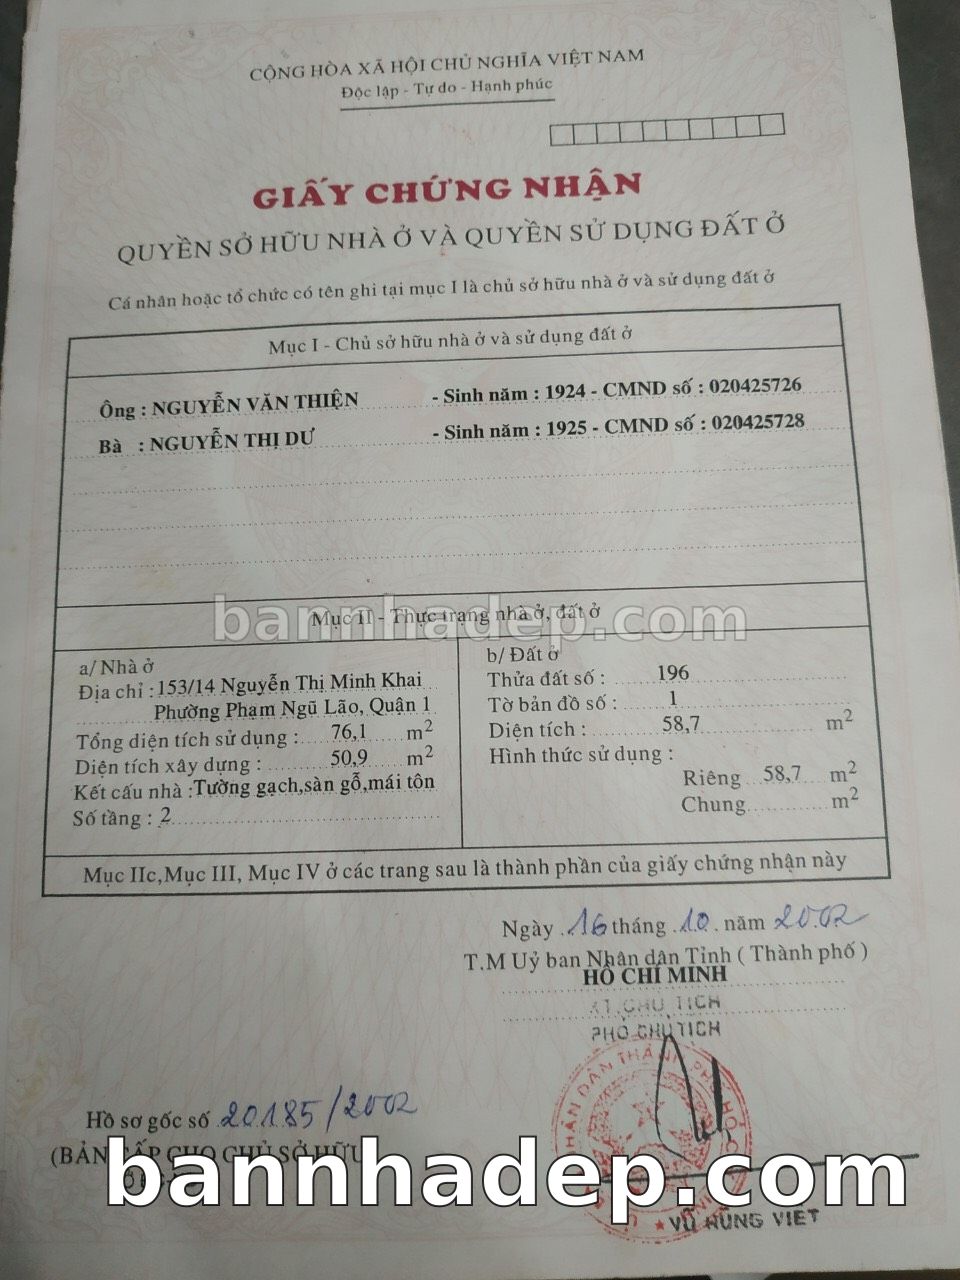 CỘNG HÒA XÃ HỘI CHỦ NGHĨA VIỆT NAM
Độc lập - Tự do - Hạnh phúc
GIẤY CHỨNG NHẬN
QUYỀN SỞ HỮU NHÀ Ở VÀ QUYỀN SỬ DỤNG ĐẤT Ở
Cá nhân hoặc tổ chức có tên ghi tại mục I là chủ sở hữu nhà ở và sử dụng đất ở
Mục I - Chủ sở hữu nhà ở và sử dụng đất ở
Ông : NGUYỄN VĂN THIỆN - Sinh năm : 1924 - CMND số : 020425726
Bà : NGUYỄN THỊ DƯ - Sinh năm : 1925 - CMND số : 020425728
Mục II - Thực trạng nhà ở, đất ở
bannhadep.com
a/ Nhà ở
Địa chỉ : 153/14 Nguyễn Thị Minh Khai
Phường Phạm Ngũ Lão, Quận 1
Tổng diện tích sử dụng : 76,1 m2
Diện tích xây dựng : 50,9 m2
Kết cấu nhà : Tường gạch,sàn gỗ,mái tôn
Số tầng : 2
b/ Đất ở
Thửa đất số : 196
Tờ bản đồ số : 1
Diện tích : 58,7 m2
Hình thức sử dụng :
Riêng 58,7 m2
Chung m2
Mục IIc,Mục III, Mục IV ở các trang sau là thành phần của giấy chứng nhận này
Ngày 16 tháng 10 năm 2002
T.M Uỷ ban Nhân dân Tỉnh ( Thành phố )
HỒ CHÍ MINH
KT.CHỦ TỊCH
PHÓ CHỦ TỊCH
Hồ sơ gốc số 20185/2002
(BẢN CẤP CHO CHỦ SỞ HỮU
bannhadep.com
VŨ HÙNG VIỆT